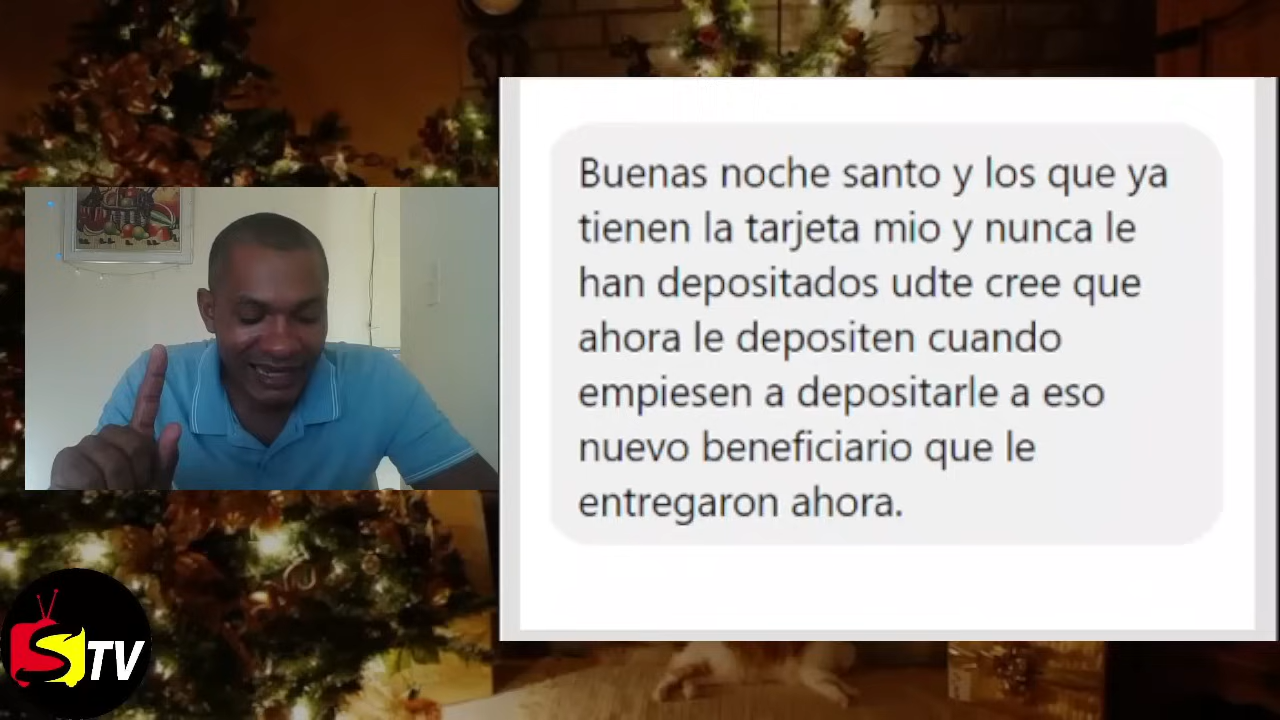 Buenas noche santo y los que ya
tienen la tarjeta mio y nunca le
han depositados udte cree que
ahora le depositen cuando
empiesen a depositarle a eso
nuevo beneficiario que le
entregaron ahora.
STV